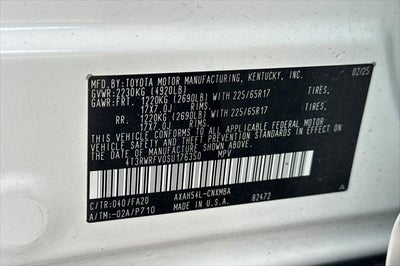 MFD.BY:TOYOTA MOTOR MANUFACTURING, KENTUCKY, INC. 02/25
GVWR:2230KG (4920LB)
GAWR:FRT. 1220KG (2690LB) WITH 225/65R17 TIRES,
17X7.0J RIMS.
RR. 1220KG (2690LB) WITH 225/65R17 TIRES,
17X7.0J RIMS.
THIS VEHICLE CONFORMS TO ALL APPLICABLE FEDERAL MOTOR
VEHICLE SAFETY AND BUMPER STANDARDS IN EFFECT ON
THE DATE OF MANUFACTURE SHOWN ABOVE.
4T3RWRFV0SU176350 MPV
AXAH54L-CNXMBA 82472
C/TR:040/FA20 MADE IN U.S.A.
A/TM:-02A/P710